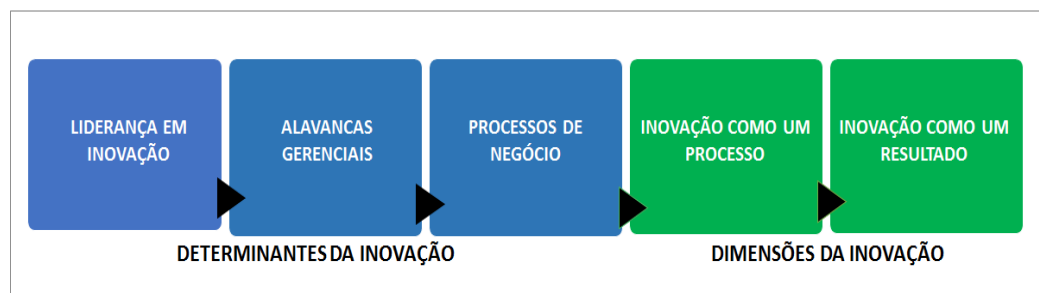 LIDERANÇA EM
INOVAÇÃO
ALAVANCAS
GERENCIAIS
PROCESSOS DE
NEGÓCIO
INOVAÇÃO COMO UM
PROCESSO
INOVAÇÃO COMO UM
RESULTADO
DETERMINANTES DA INOVAÇÃO
DIMENSÕES DA INOVAÇÃO